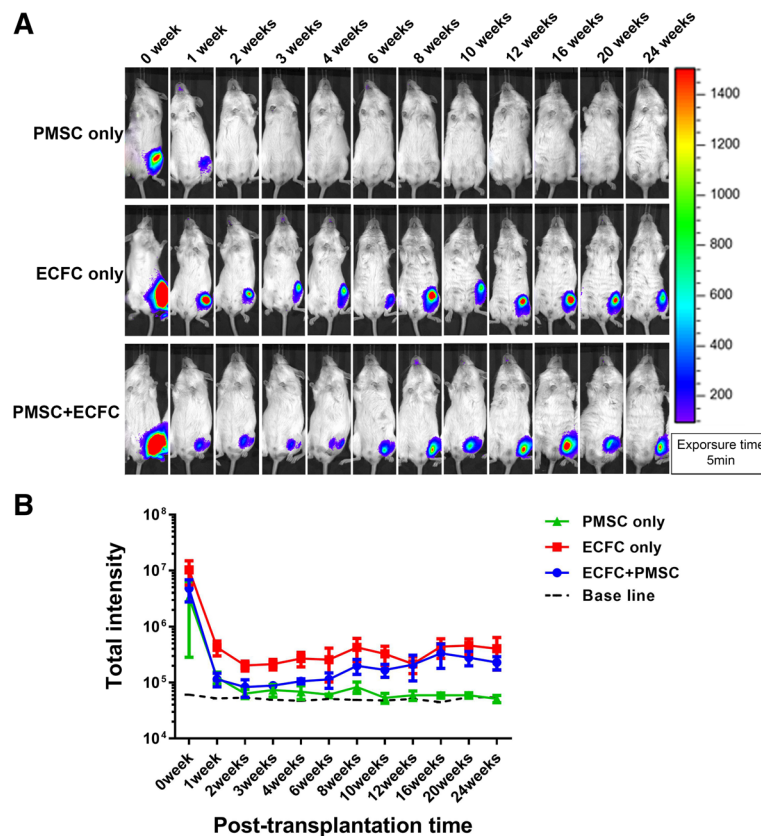 A
0 week
1 week
2 weeks
3 weeks
4 weeks
6 weeks
8 weeks
10 weeks
12 weeks
16 weeks
20 weeks
24 weeks
PMSC only
ECFC only
PMSC+ECFC
1400
1200
1000
800
600
400
200
Exporsure time
5min
B
Total intensity
10⁸
10⁷
10⁶
10⁵
10⁴
PMSC only
ECFC only
ECFC+PMSC
Base line
0week
1week
2weeks
3weeks
4weeks
6weeks
8weeks
10weeks
12weeks
16weeks
20weeks
24weeks
Post-transplantation time